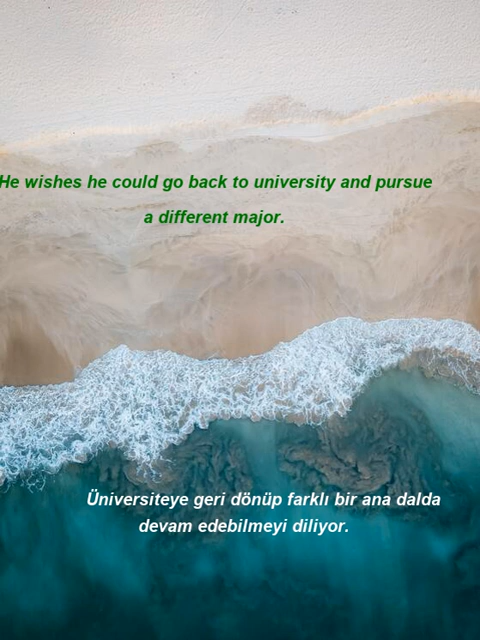 He wishes he could go back to university and pursue
a different major.
Üniversiteye geri dönüp farklı bir ana dalda
devam edebilmeyi diliyor.